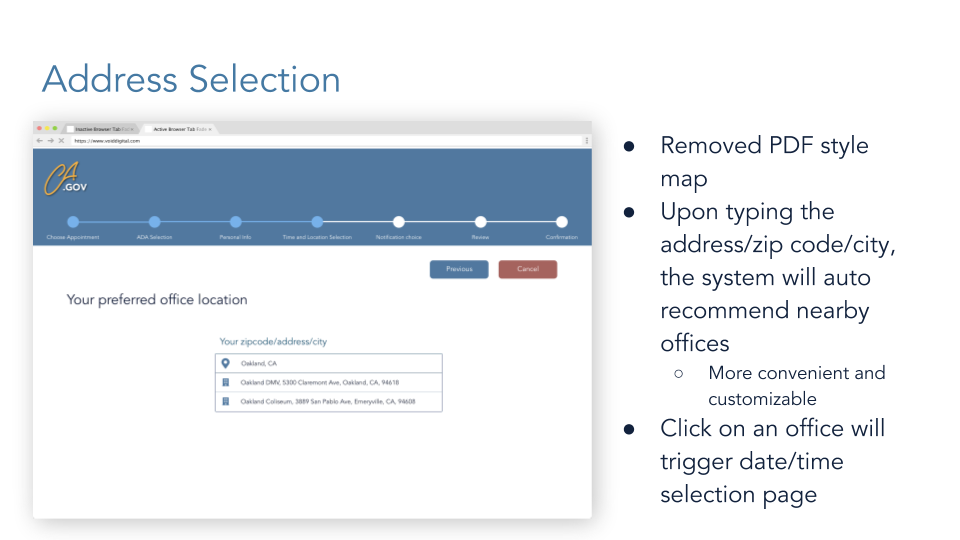 Address Selection
Inactive Browser Tab
Active Browser Tab
https://www.voiddigital.com
CA
.GOV
Choose Appointment
ADA Selection
Personal Info
Time and Location Selection
Notification choice
Review
Confirmation
Previous
Cancel
Your preferred office location
Your zipcode/address/city
Oakland, CA
Oakland DMV, 5300 Claremont Ave, Oakland, CA, 94618
Oakland Coliseum, 3889 San Pablo Ave, Emeryville, CA, 94608
● Removed PDF style
map
● Upon typing the
address/zip code/city,
the system will auto
recommend nearby
offices
○ More convenient and
customizable
● Click on an office will
trigger date/time
selection page